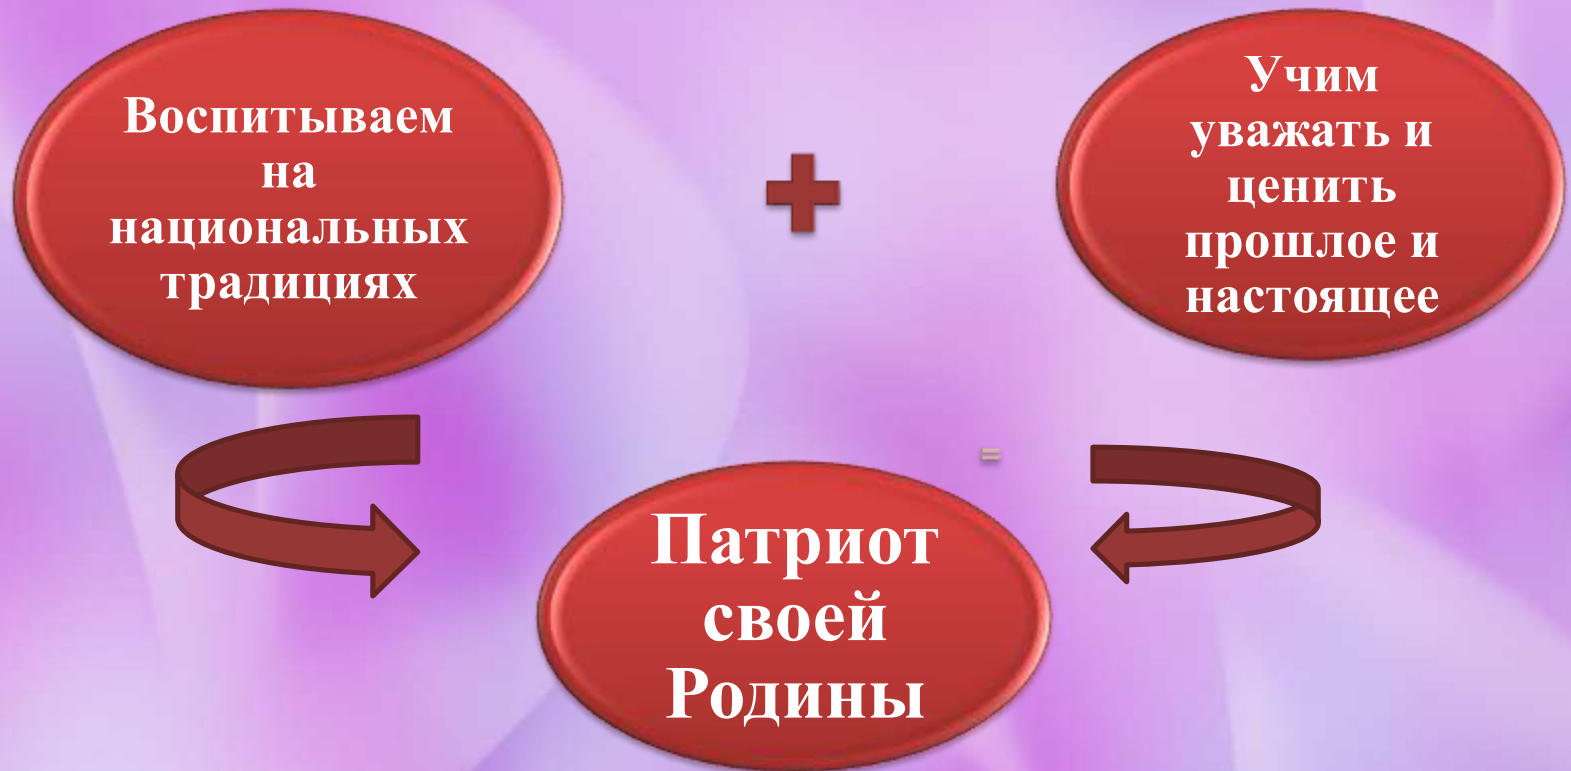 Воспитываем
на
национальных
традициях
+
Учим
уважать и
ценить
прошлое и
настоящее
=
Патриот
своей
Родины